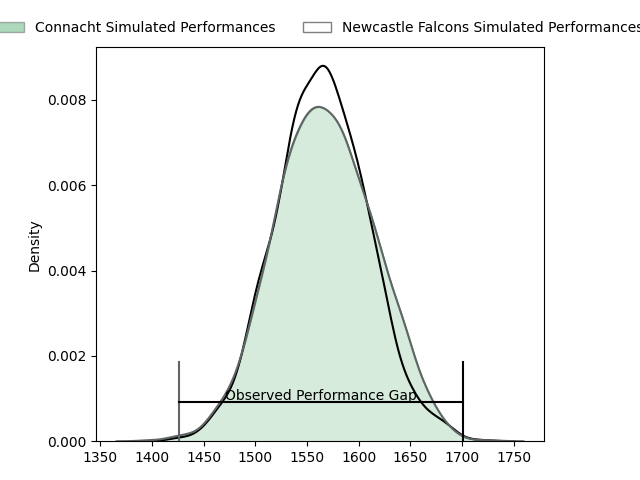 Connacht Simulated Performances
Newcastle Falcons Simulated Performances
Density
0.008
0.006
0.004
0.002
0.000
Observed Performance Gap
1350 1400 1450 1500 1550 1600 1650 1700 1750